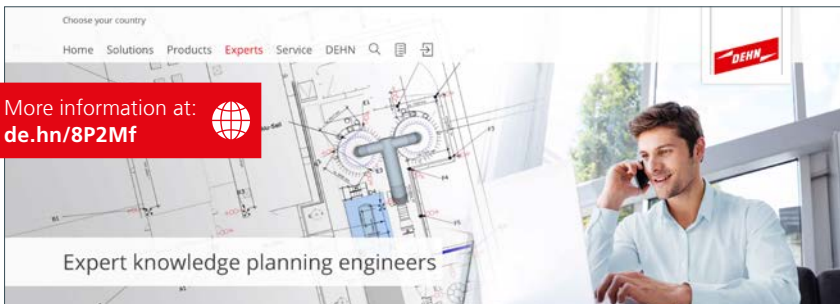 Choose your country
Home Solutions Products Experts Service DEHN
DEHN
More information at:
de.hn/8P2Mf
Expert knowledge planning engineers